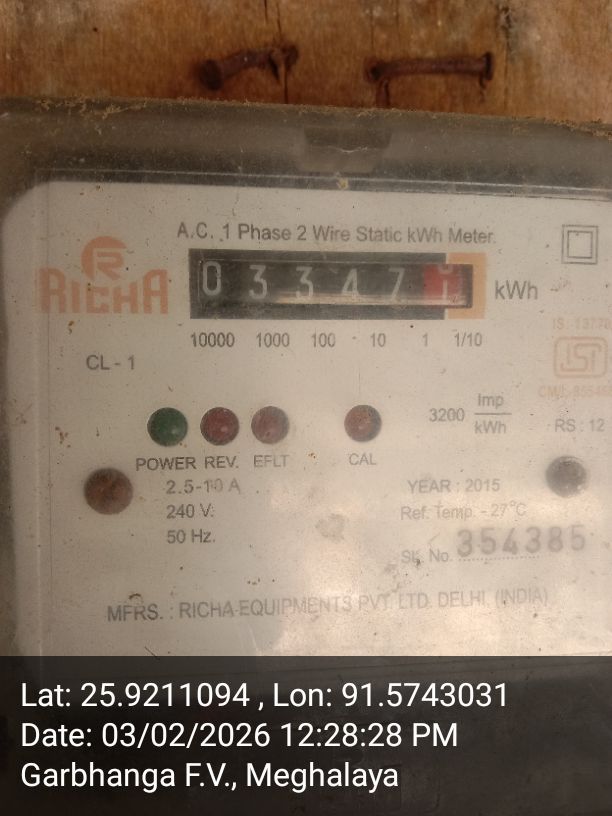 A.C. 1 Phase 2 Wire Static kWh Meter.
R
RICHA
0 3 3 4 7 1 kWh
10000 1000 100 10 1 1/10
CL - 1
IS: 1377
ISI
3200 Imp/kWh
RS : 12
POWER REV. EFLT CAL
2.5-10 A
240 V.
50 Hz.
YEAR : 2015
Ref. Temp. - 27°C
SR. No. 354385
MFRS. : RICHA EQUIPMENTS PVT. LTD. DELHI (INDIA)
Lat: 25.9211094 , Lon: 91.5743031
Date: 03/02/2026 12:28:28 PM
Garbhanga F.V., Meghalaya